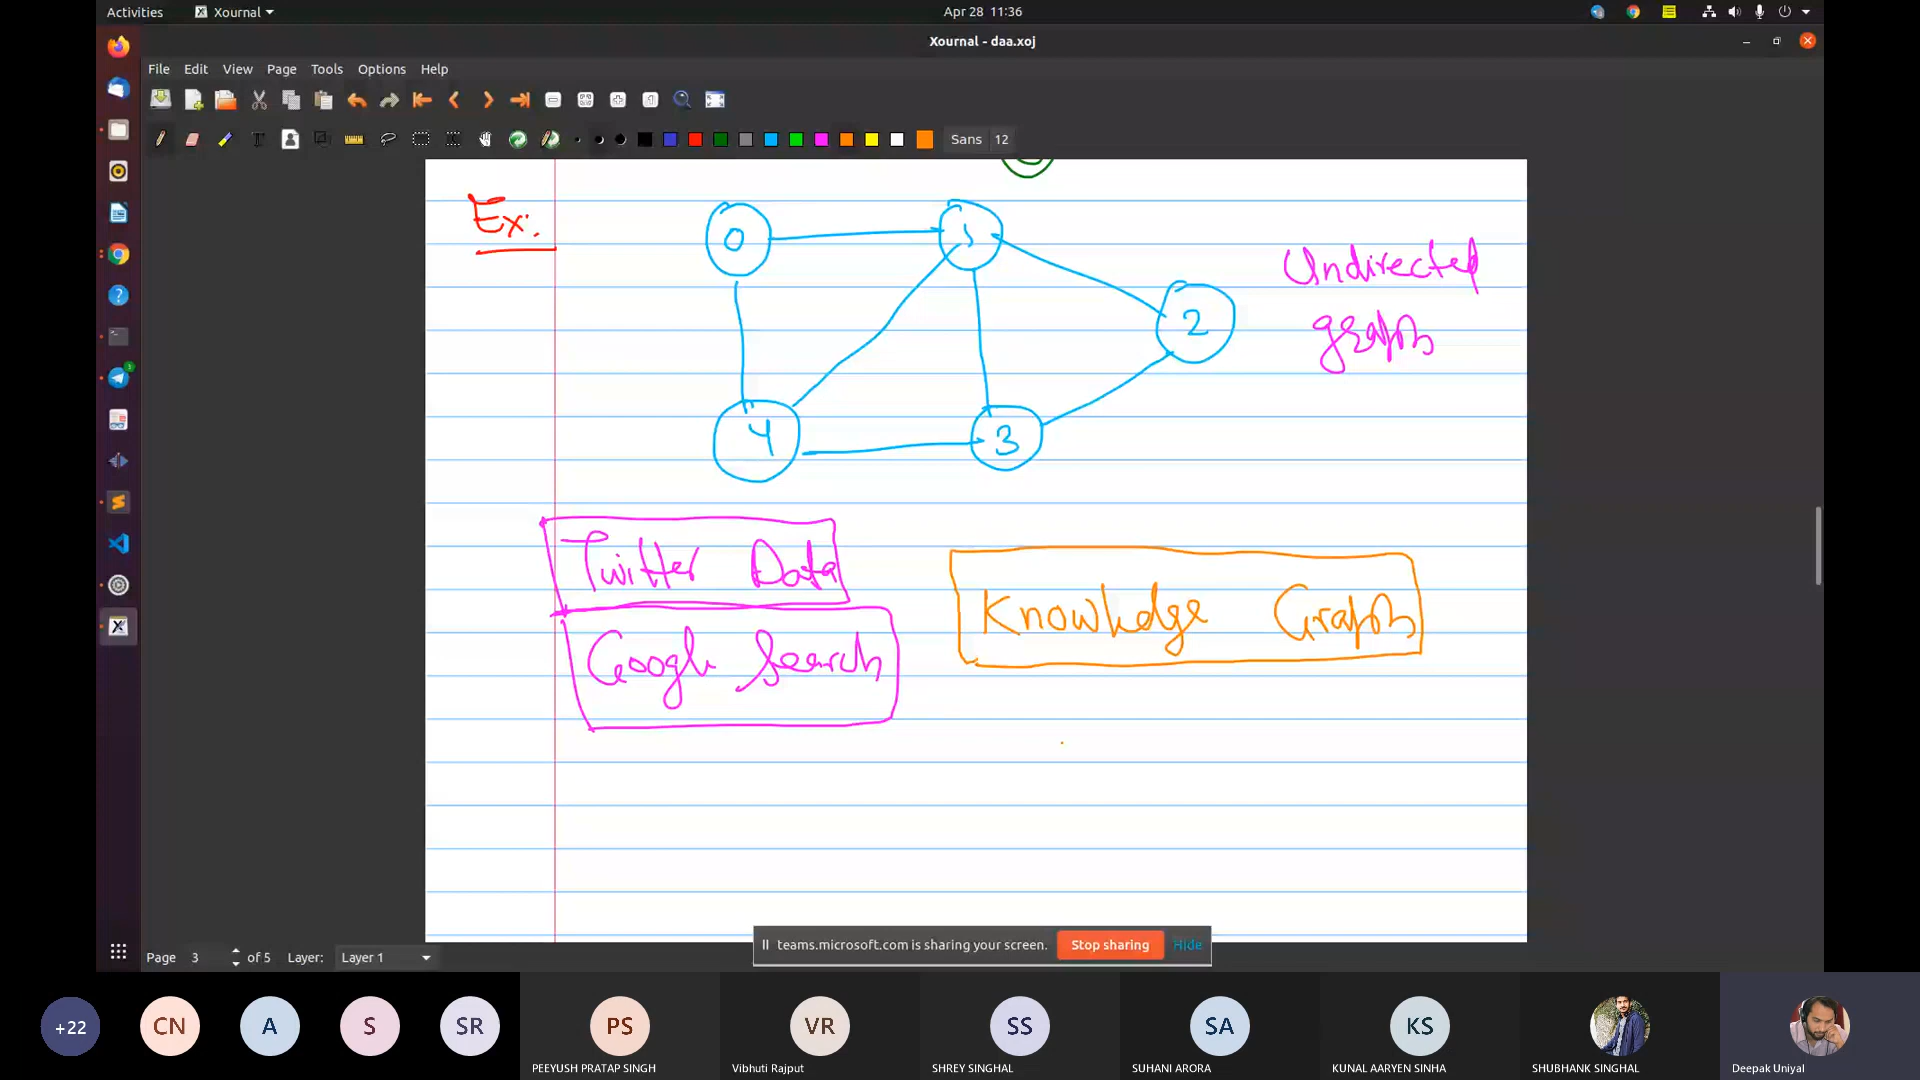 Activities Xournal Apr 28 11:36
Xournal - daa.xoj
File Edit View Page Tools Options Help
Sans 12
Ex.
0 1
Undirected
2
graph
4 3
Twitter Data
Knowledge Graph
Google Search
teams.microsoft.com is sharing your screen. Stop sharing Hide
Page 3 of 5 Layer: Layer 1
+22 CN A S SR PS VR SS SA KS
PEEYUSH PRATAP SINGH Vibhuti Rajput SHREY SINGHAL SUHANI ARORA KUNAL AARYEN SINHA SHUBHANK SINGHAL Deepak Uniyal